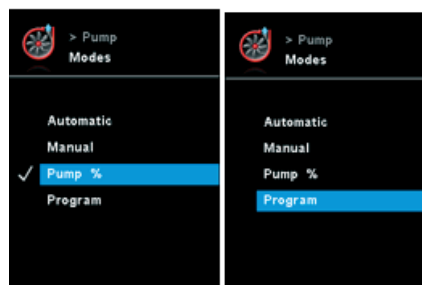 > Pump
Modes
Automatic
Manual
Pump %
Program
> Pump
Modes
Automatic
Manual
Pump %
Program